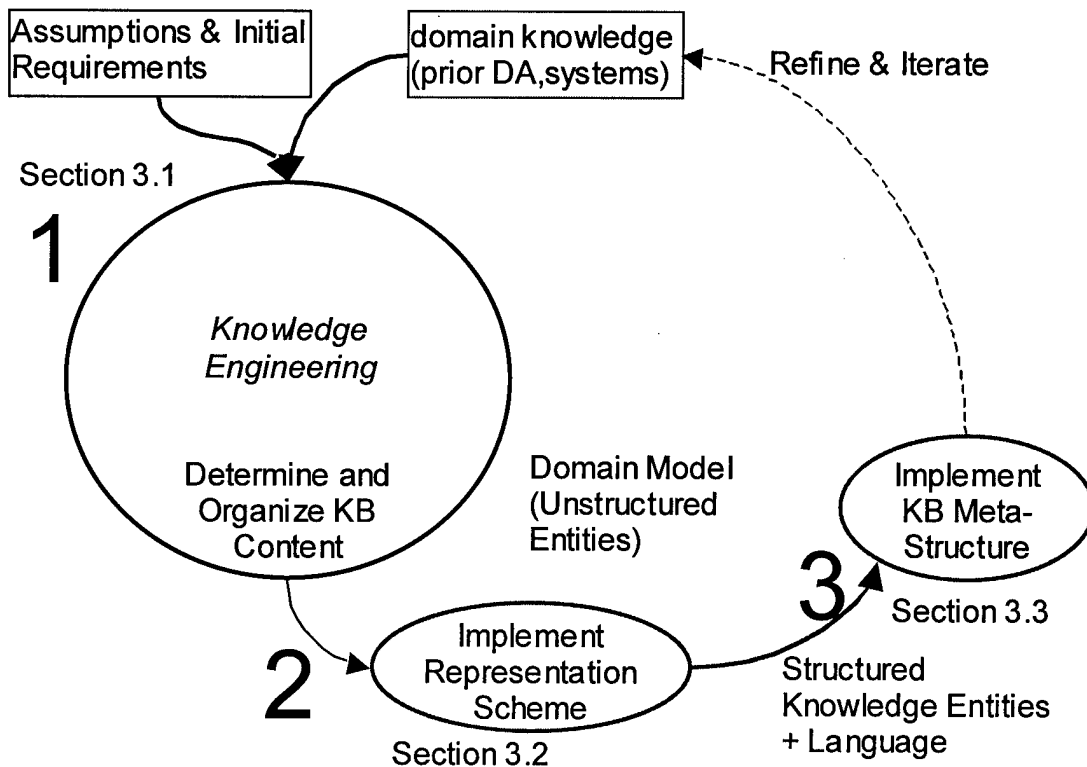 Assumptions & Initial
Requirements
domain knowledge
(prior DA,systems)
Refine & Iterate
Section 3.1
1
Knowledge
Engineering
Determine and
Organize KB
Content
Domain Model
(Unstructured
Entities)
Implement
KB Meta-
Structure
3
Section 3.3
2
Implement
Representation
Scheme
Section 3.2
Structured
Knowledge Entities
+ Language